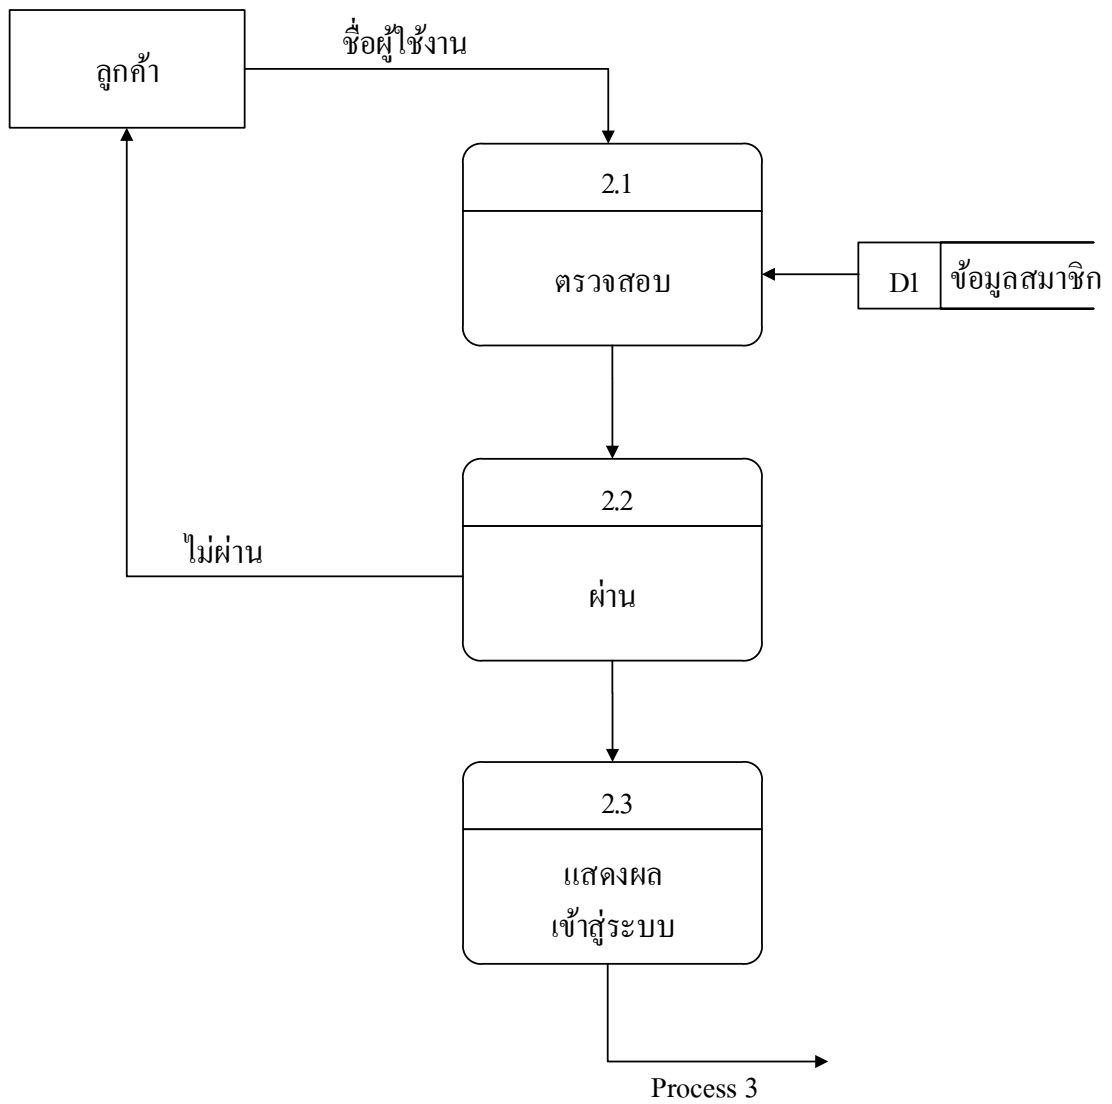 ชื่อผู้ใช้งาน
ลูกค้า
2.1
ตรวจสอบ
D1
ข้อมูลสมาชิก
2.2
ไม่ผ่าน
ผ่าน
2.3
แสดงผล
เข้าสู่ระบบ
Process 3